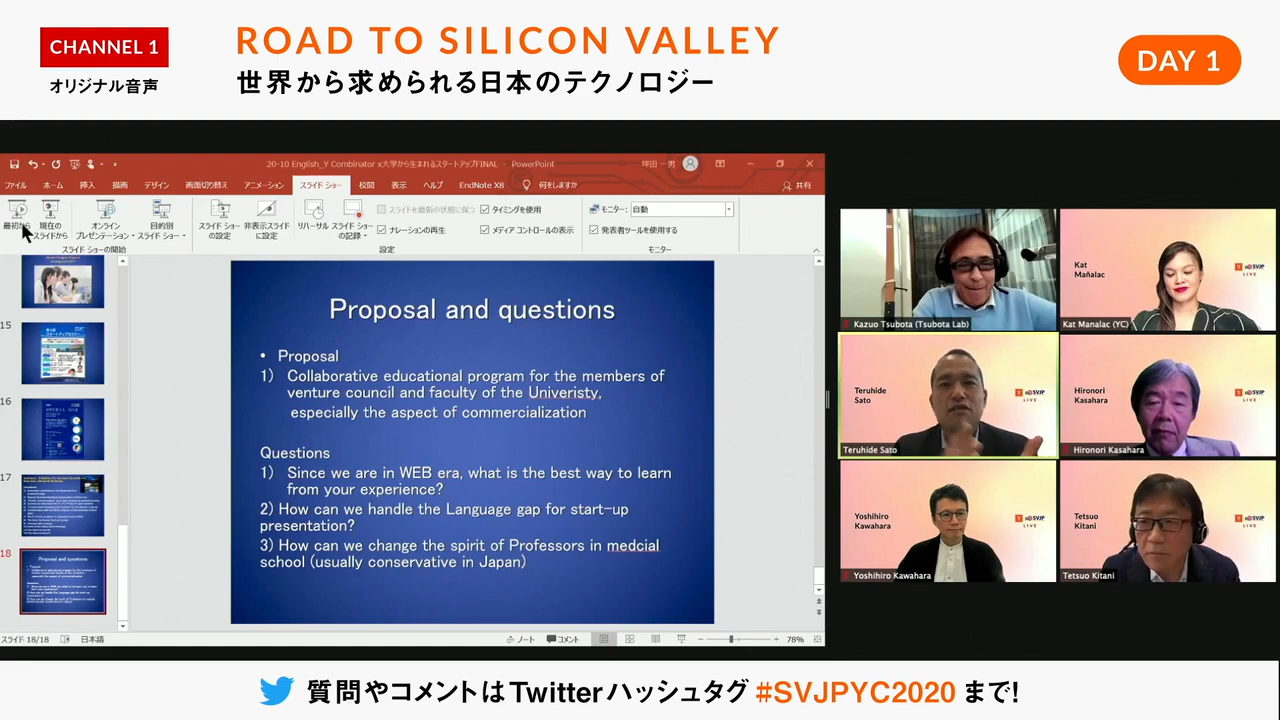 CHANNEL 1
オリジナル音声
ROAD TO SILICON VALLEY
世界から求められる日本のテクノロジー
DAY 1
20-10 English_Y Combinator x大学から生まれるスタートアップFINAL - PowerPoint
坪田 一男
ファイル ホーム 挿入 描画 デザイン 画面切り替え アニメーション スライド ショー 校閲 表示 ヘルプ EndNote X8 何をしますか 共有
最初から
現在の
スライドから
オンライン
プレゼンテーション
目的別
スライド ショー
スライド ショー
の設定
非表示スライド
に設定
リハーサル
スライド ショー
の記録
スライドを最新の状態に保つ
ナレーションの再生
タイミングを使用
メディア コントロールの表示
モニター: 自動
発表者ツールを使用する
スライド ショーの開始
設定
モニター
15
16
17
18
Proposal and questions
• Proposal
1) Collaborative educational program for the members of
venture council and faculty of the Univeristy,
especially the aspect of commercialization
Questions
1) Since we are in WEB era, what is the best way to learn
from your experience?
2) How can we handle the Language gap for start-up
presentation?
3) How can we change the spirit of Professors in medcial
school (usually conservative in Japan)
スライド 18/18
日本語
ノート
コメント
78%
Kazuo Tsubota (Tsubota Lab)
Kat
Mañalac
Y SVJP
LIVE
Kat Manalac (YC)
Teruhide
Sato
Y SVJP
LIVE
Teruhide Sato
Hironori
Kasahara
Y SVJP
LIVE
Hironori Kasahara
Yoshihiro
Kawahara
Y SVJP
LIVE
Yoshihiro Kawahara
Tetsuo
Kitani
Y SVJP
LIVE
Tetsuo Kitani
質問やコメントはTwitterハッシュタグ #SVJPYC2020 まで!